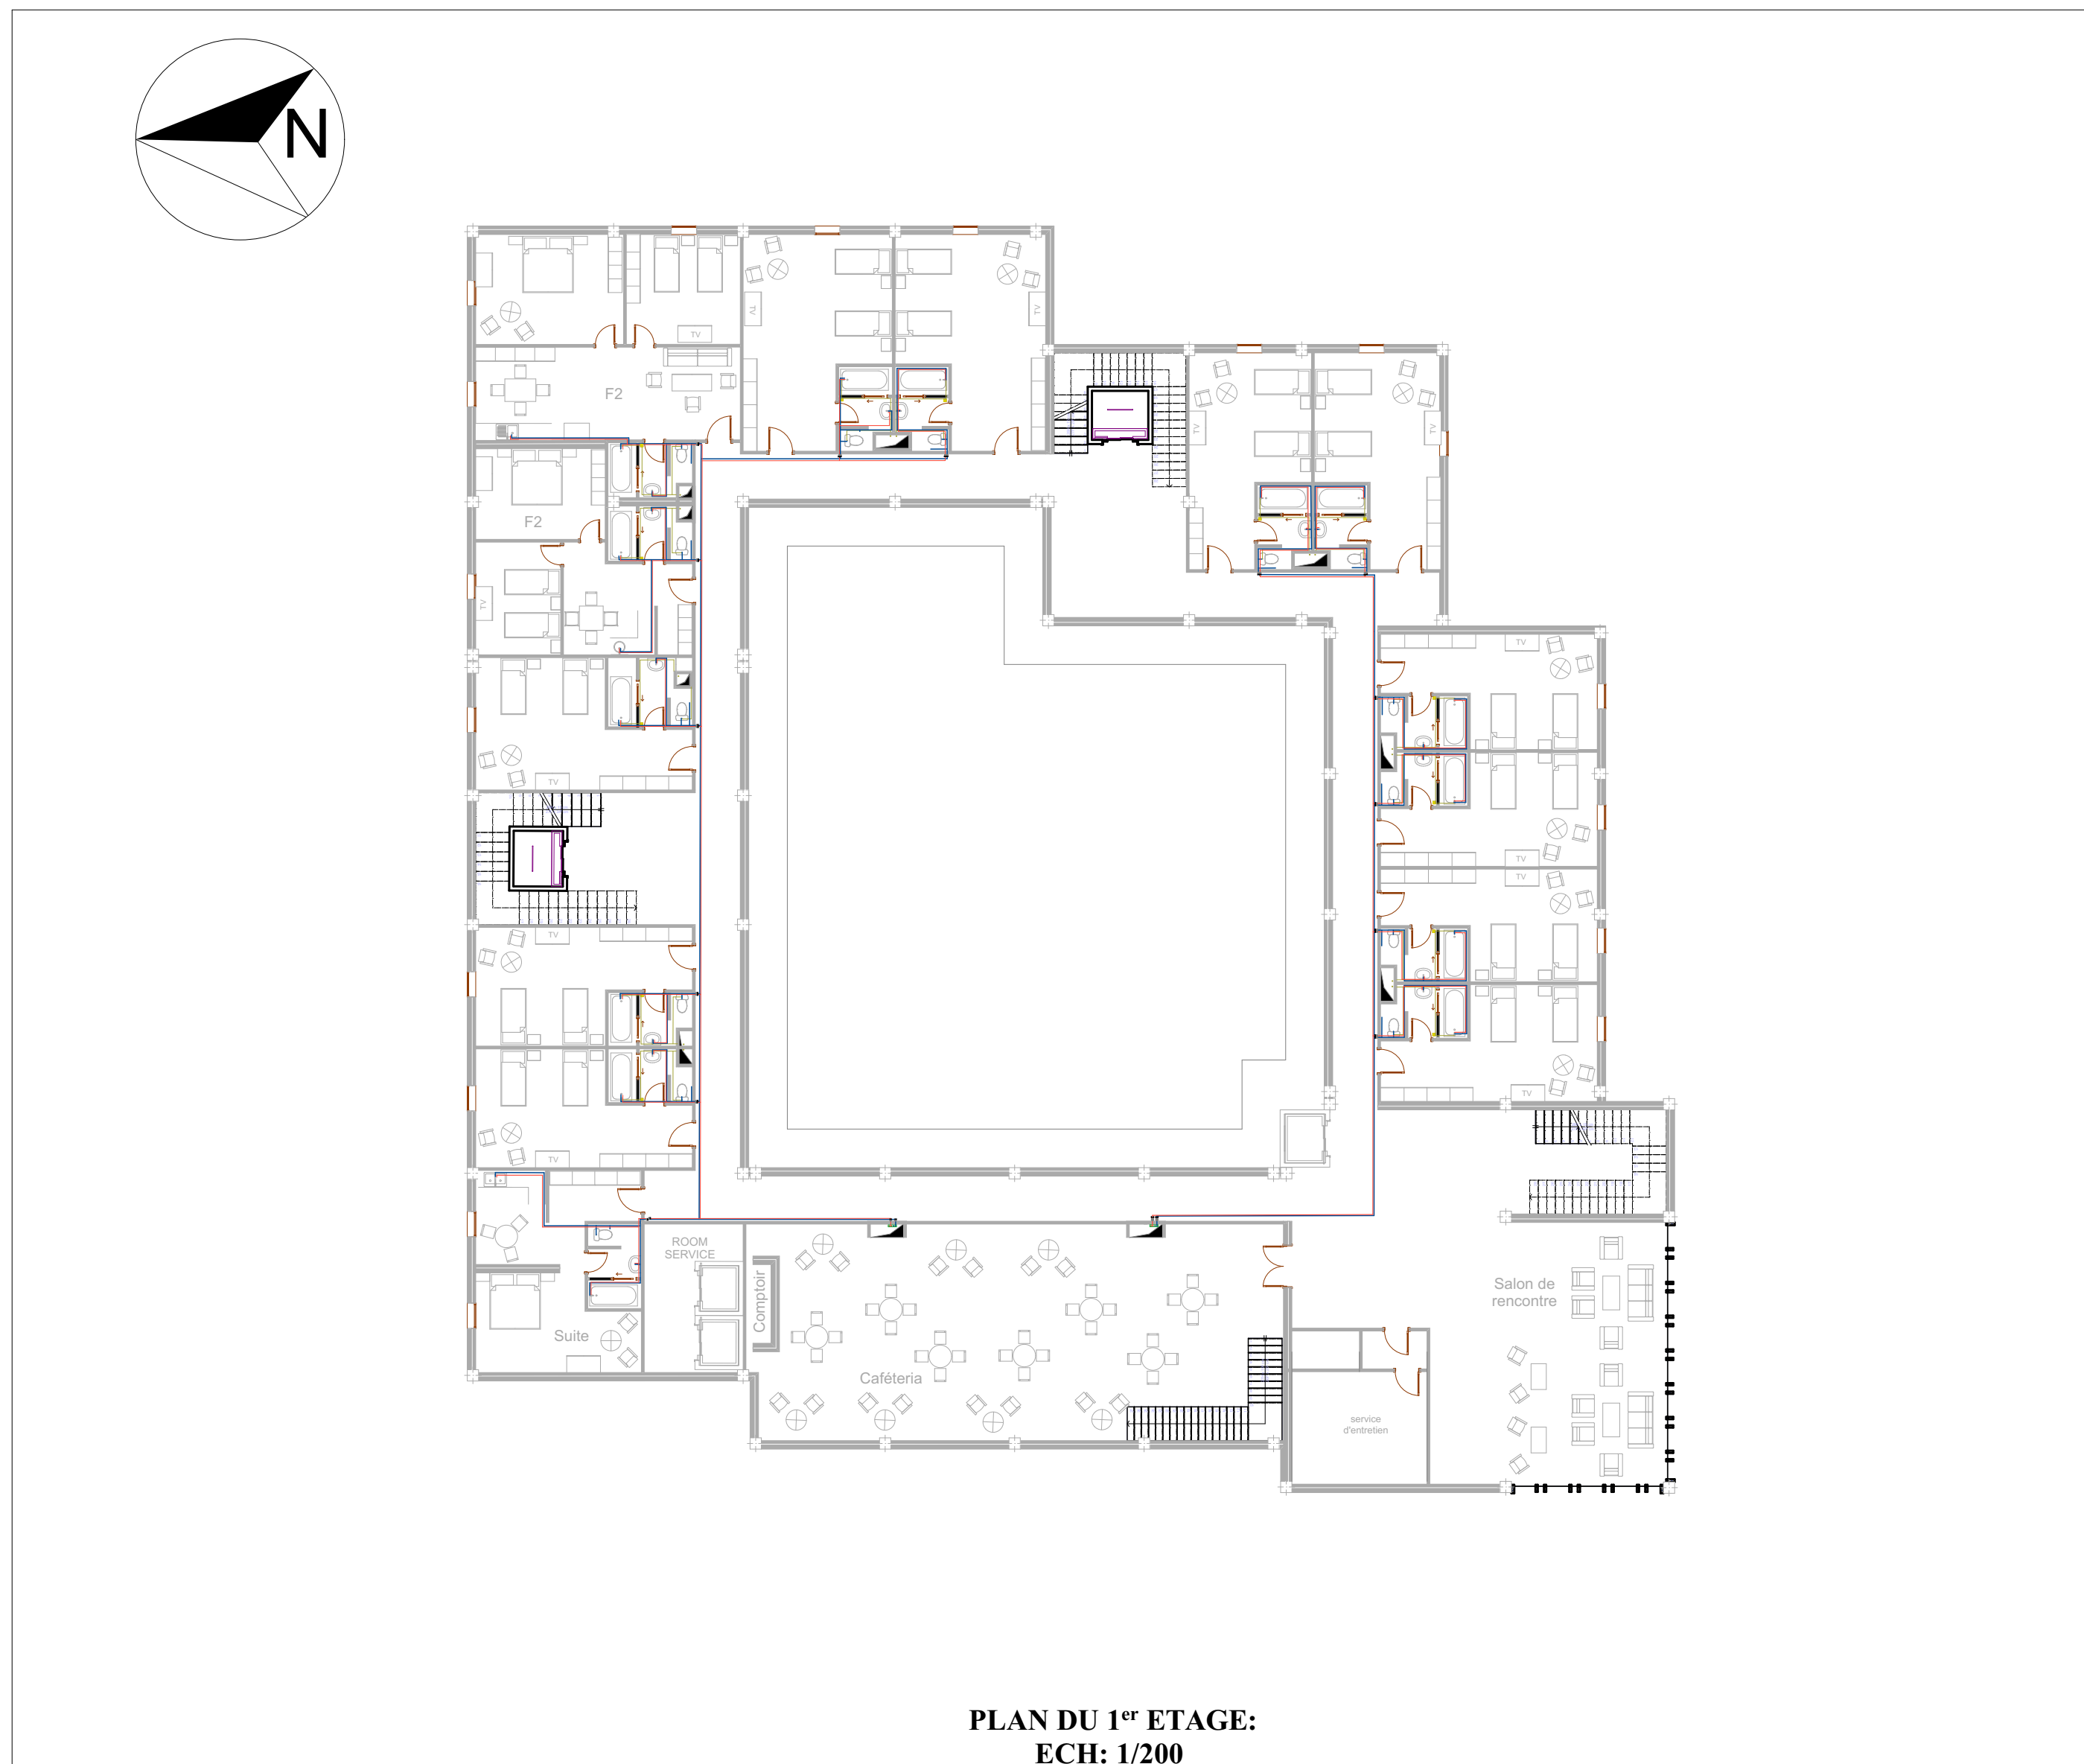 N
TV
TV
TV
F2
TV
TV
F2
TV
TV
TV
TV
TV
TV
TV
TV
ROOM
SERVICE
Comptoir
Suite
Caféteria
Salon de
rencontre
service
d'entretien
PLAN DU 1er ETAGE:
ECH: 1/200